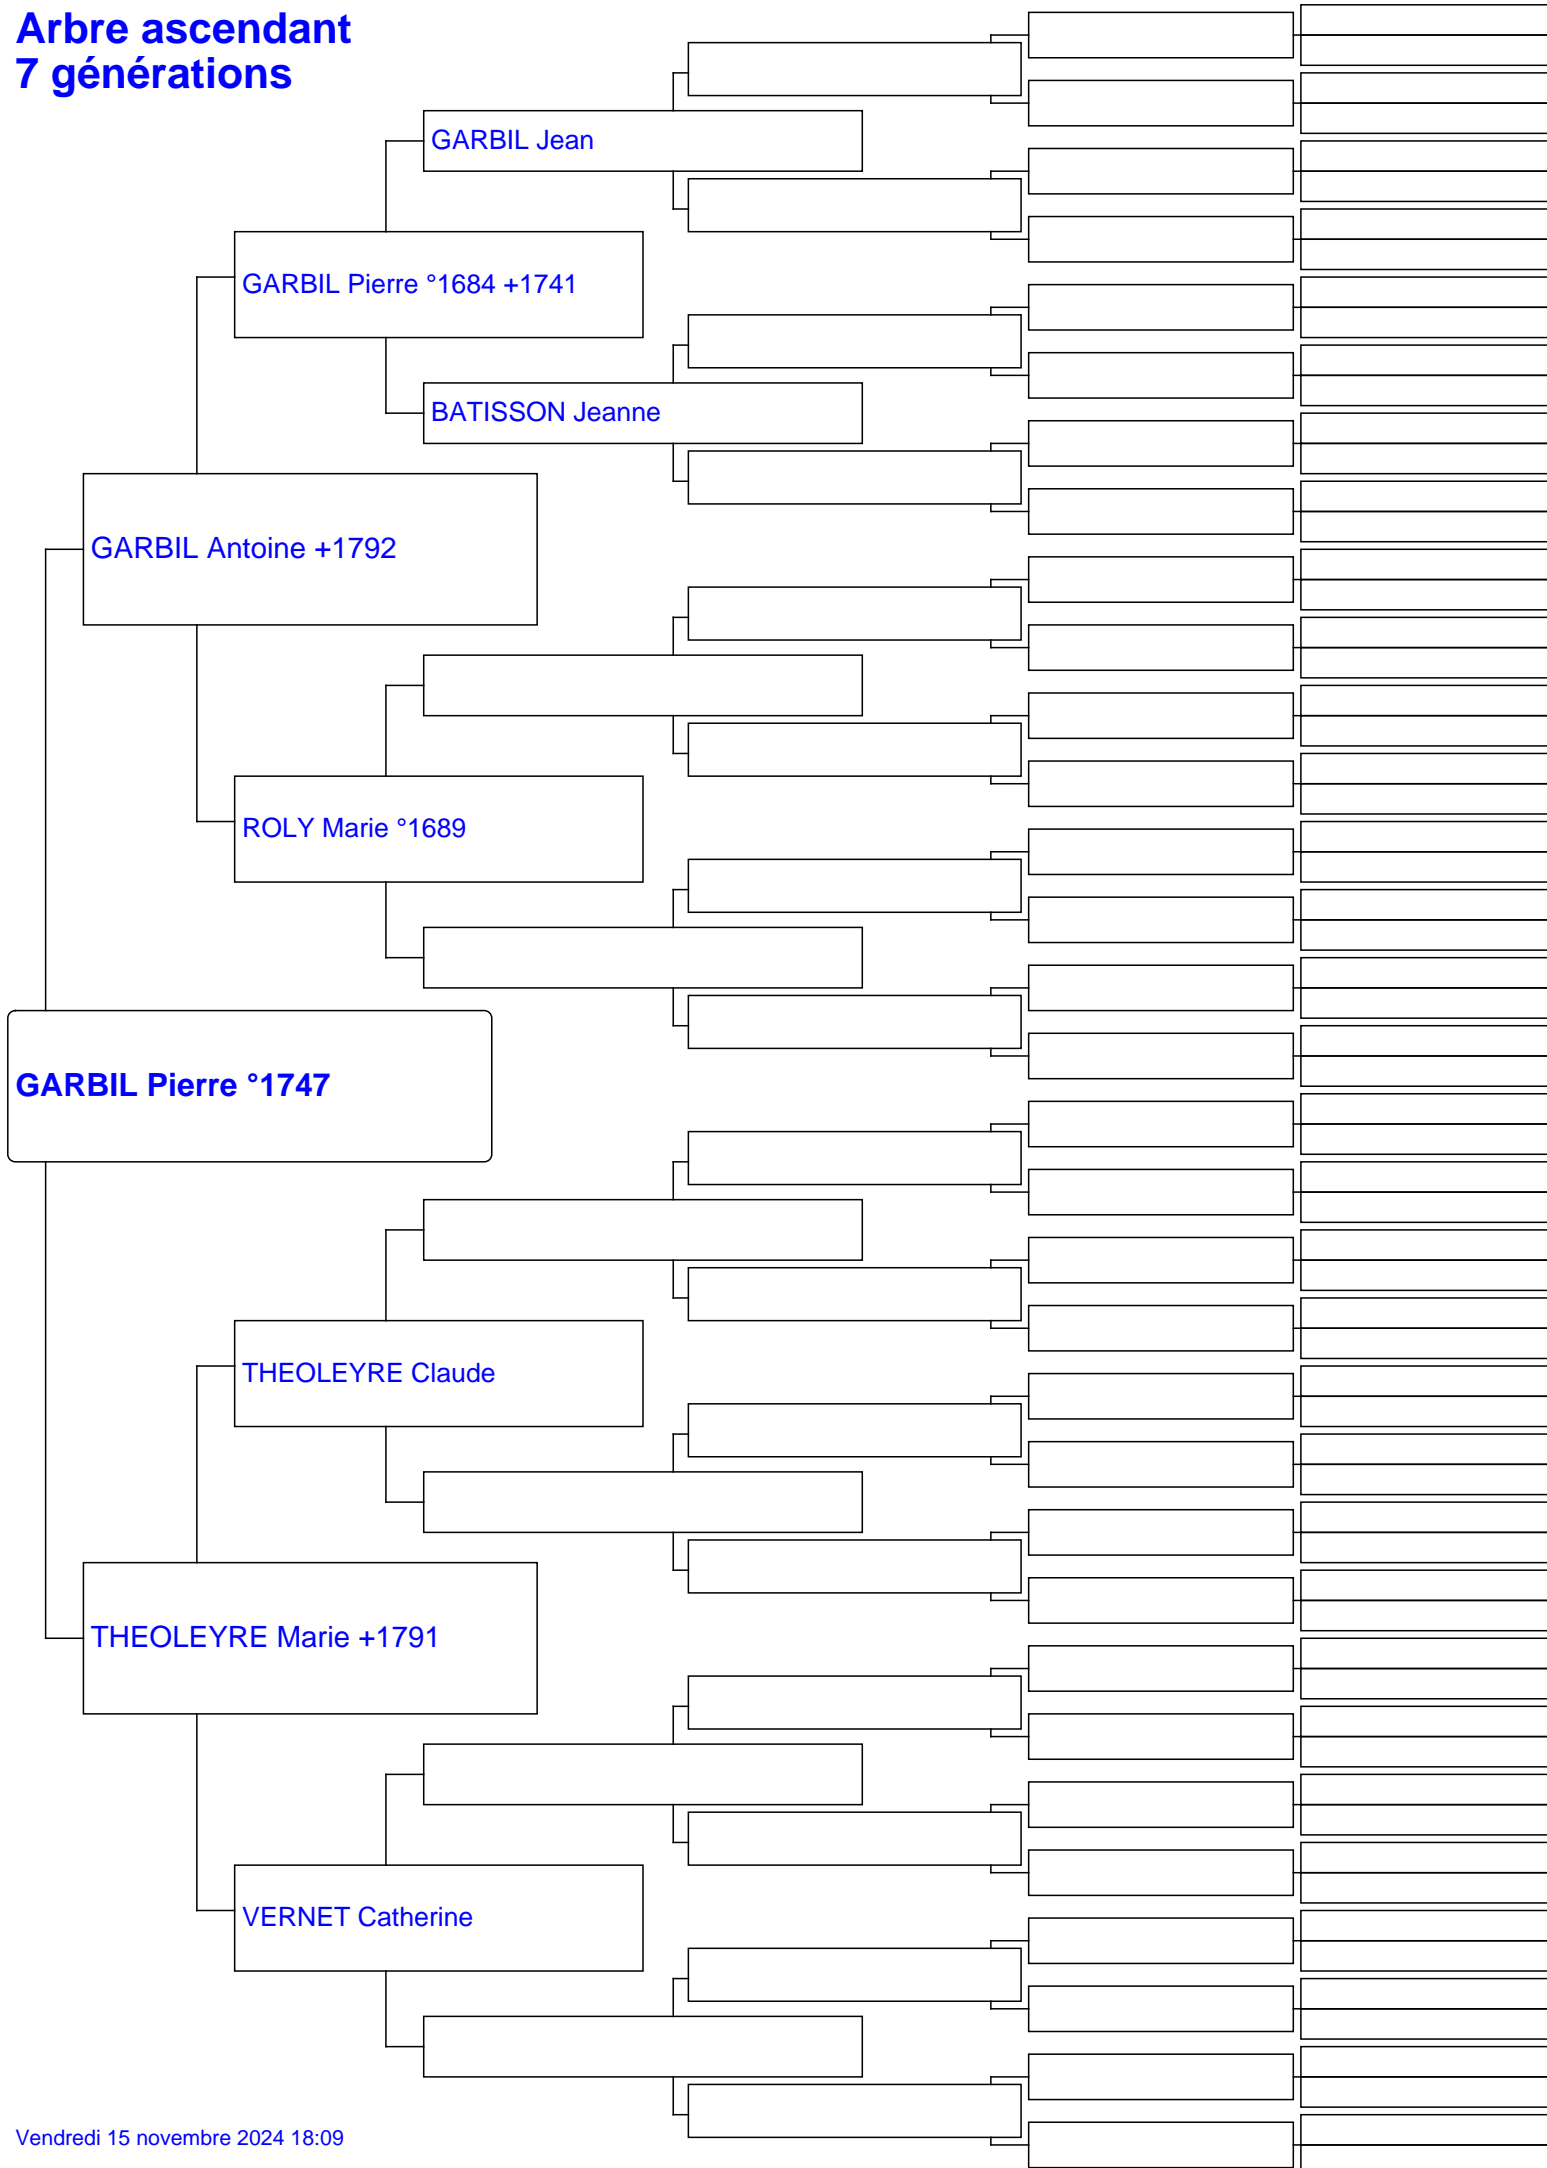 Arbre ascendant
7 générations
GARBIL Jean
GARBIL Pierre °1684 +1741
BATISSON Jeanne
GARBIL Antoine +1792
ROLY Marie °1689
GARBIL Pierre °1747
THEOLEYRE Claude
THEOLEYRE Marie +1791
VERNET Catherine
Vendredi 15 novembre 2024 18:09